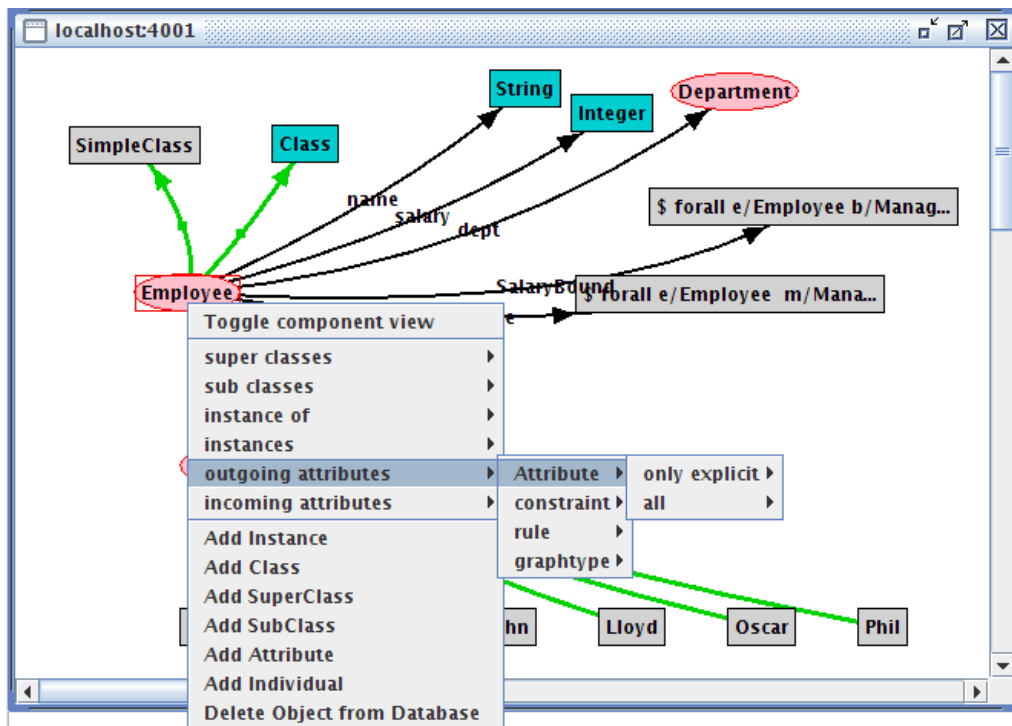 localhost:4001
String
Department
Integer
SimpleClass
Class
name
salary
dept
$ forall e/Employee b/Manag...
Employee
SalaryBound
$ forall e/Employee  m/Mana...
e
Toggle component view
super classes
sub classes
instance of
instances
outgoing attributes
incoming attributes
Attribute
constraint
rule
graphtype
only explicit
all
Add Instance
Add Class
Add SuperClass
Add SubClass
Add Attribute
Add Individual
Delete Object from Database
hn
Lloyd
Oscar
Phil